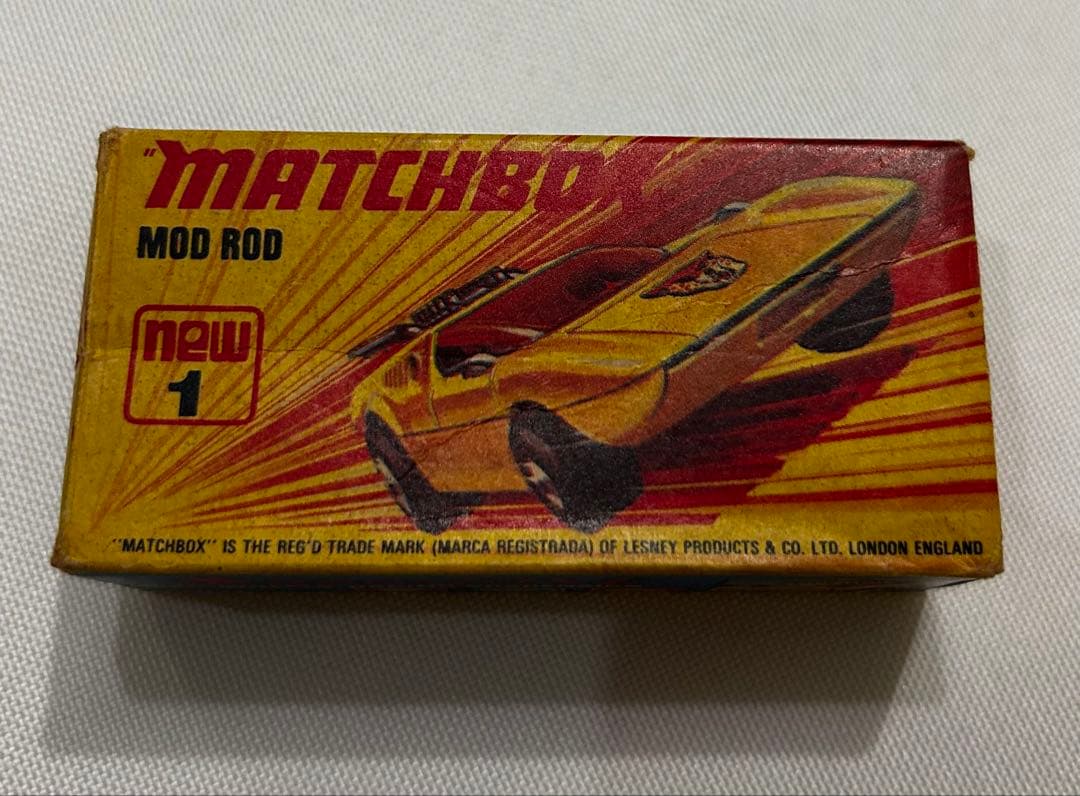 "MATCHBOX
MOD ROD
new
1
"MATCHBOX" IS THE REG'D TRADE MARK (MARCA REGISTRADA) OF LESNEY PRODUCTS & CO. LTD. LONDON ENGLAND